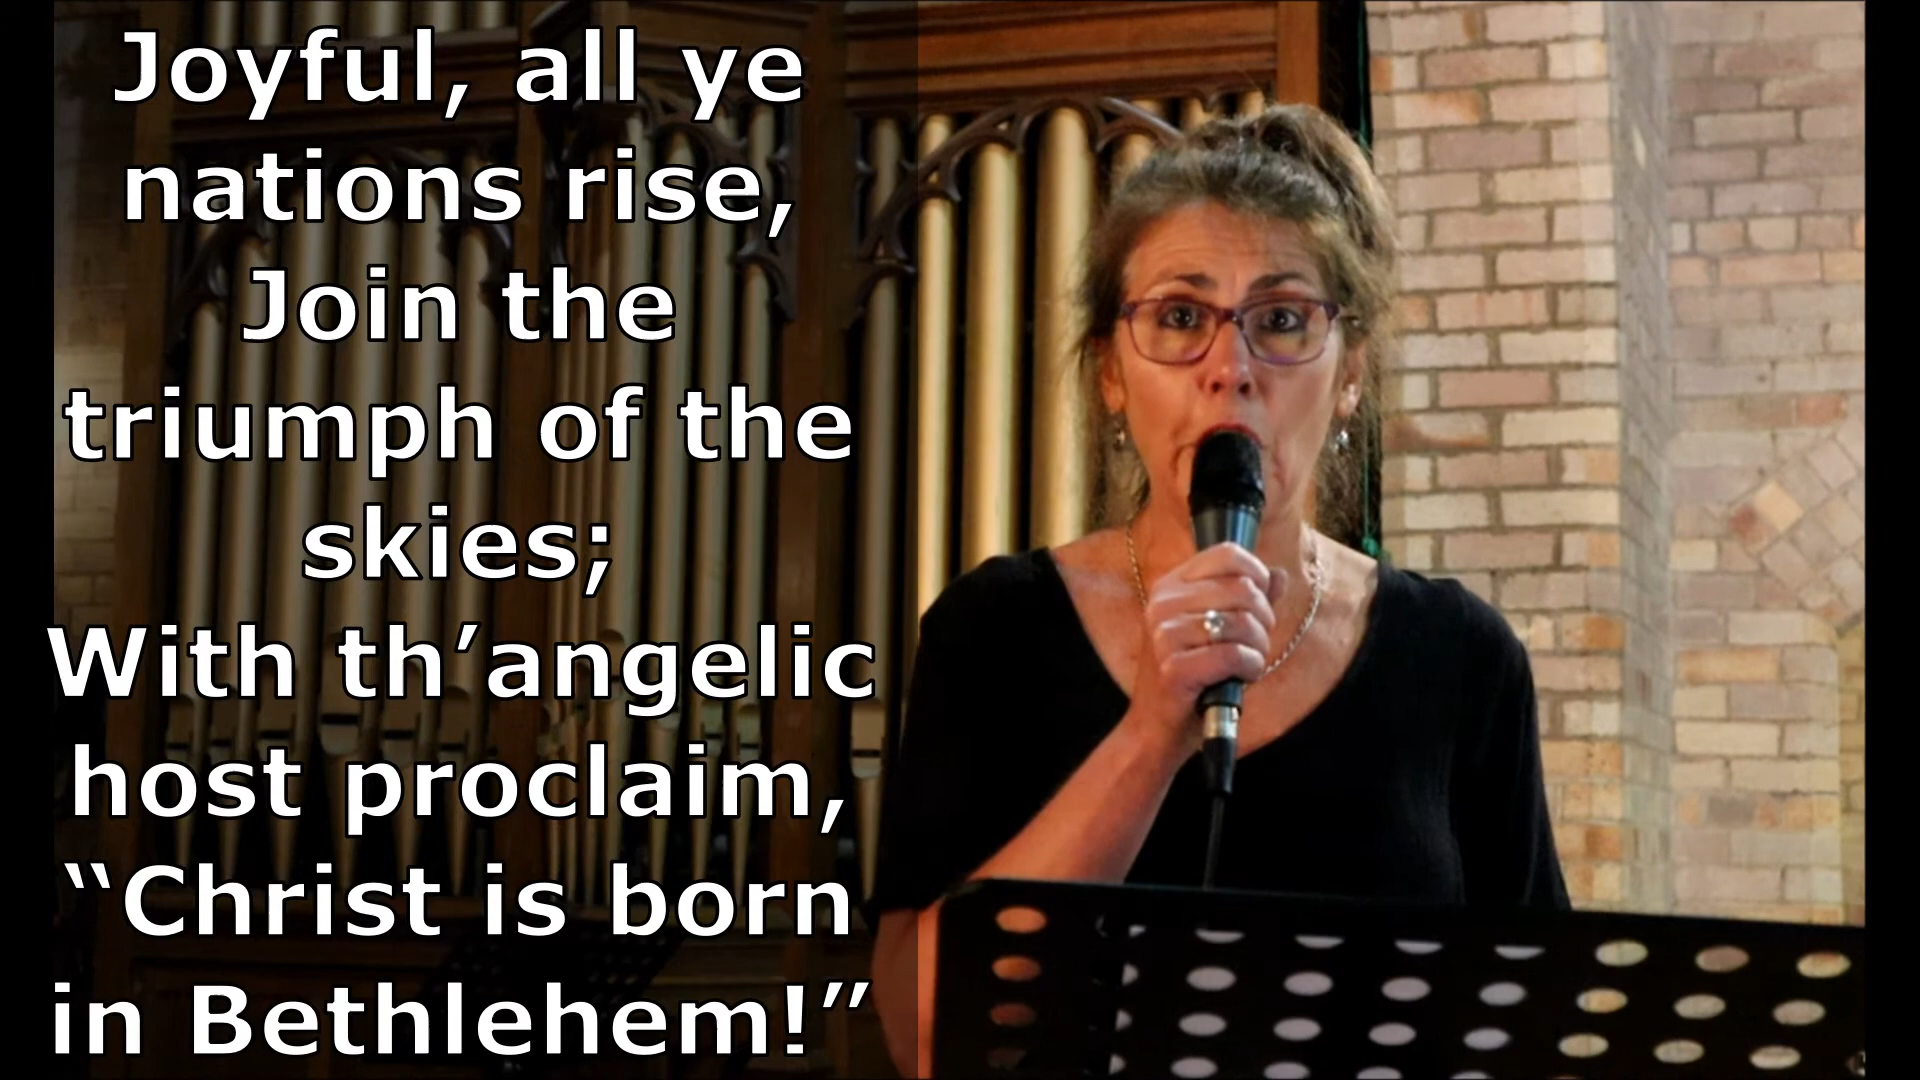 Joyful, all ye
nations rise,
Join the
triumph of the
skies;
With th’angelic
host proclaim,
“Christ is born
in Bethlehem!”